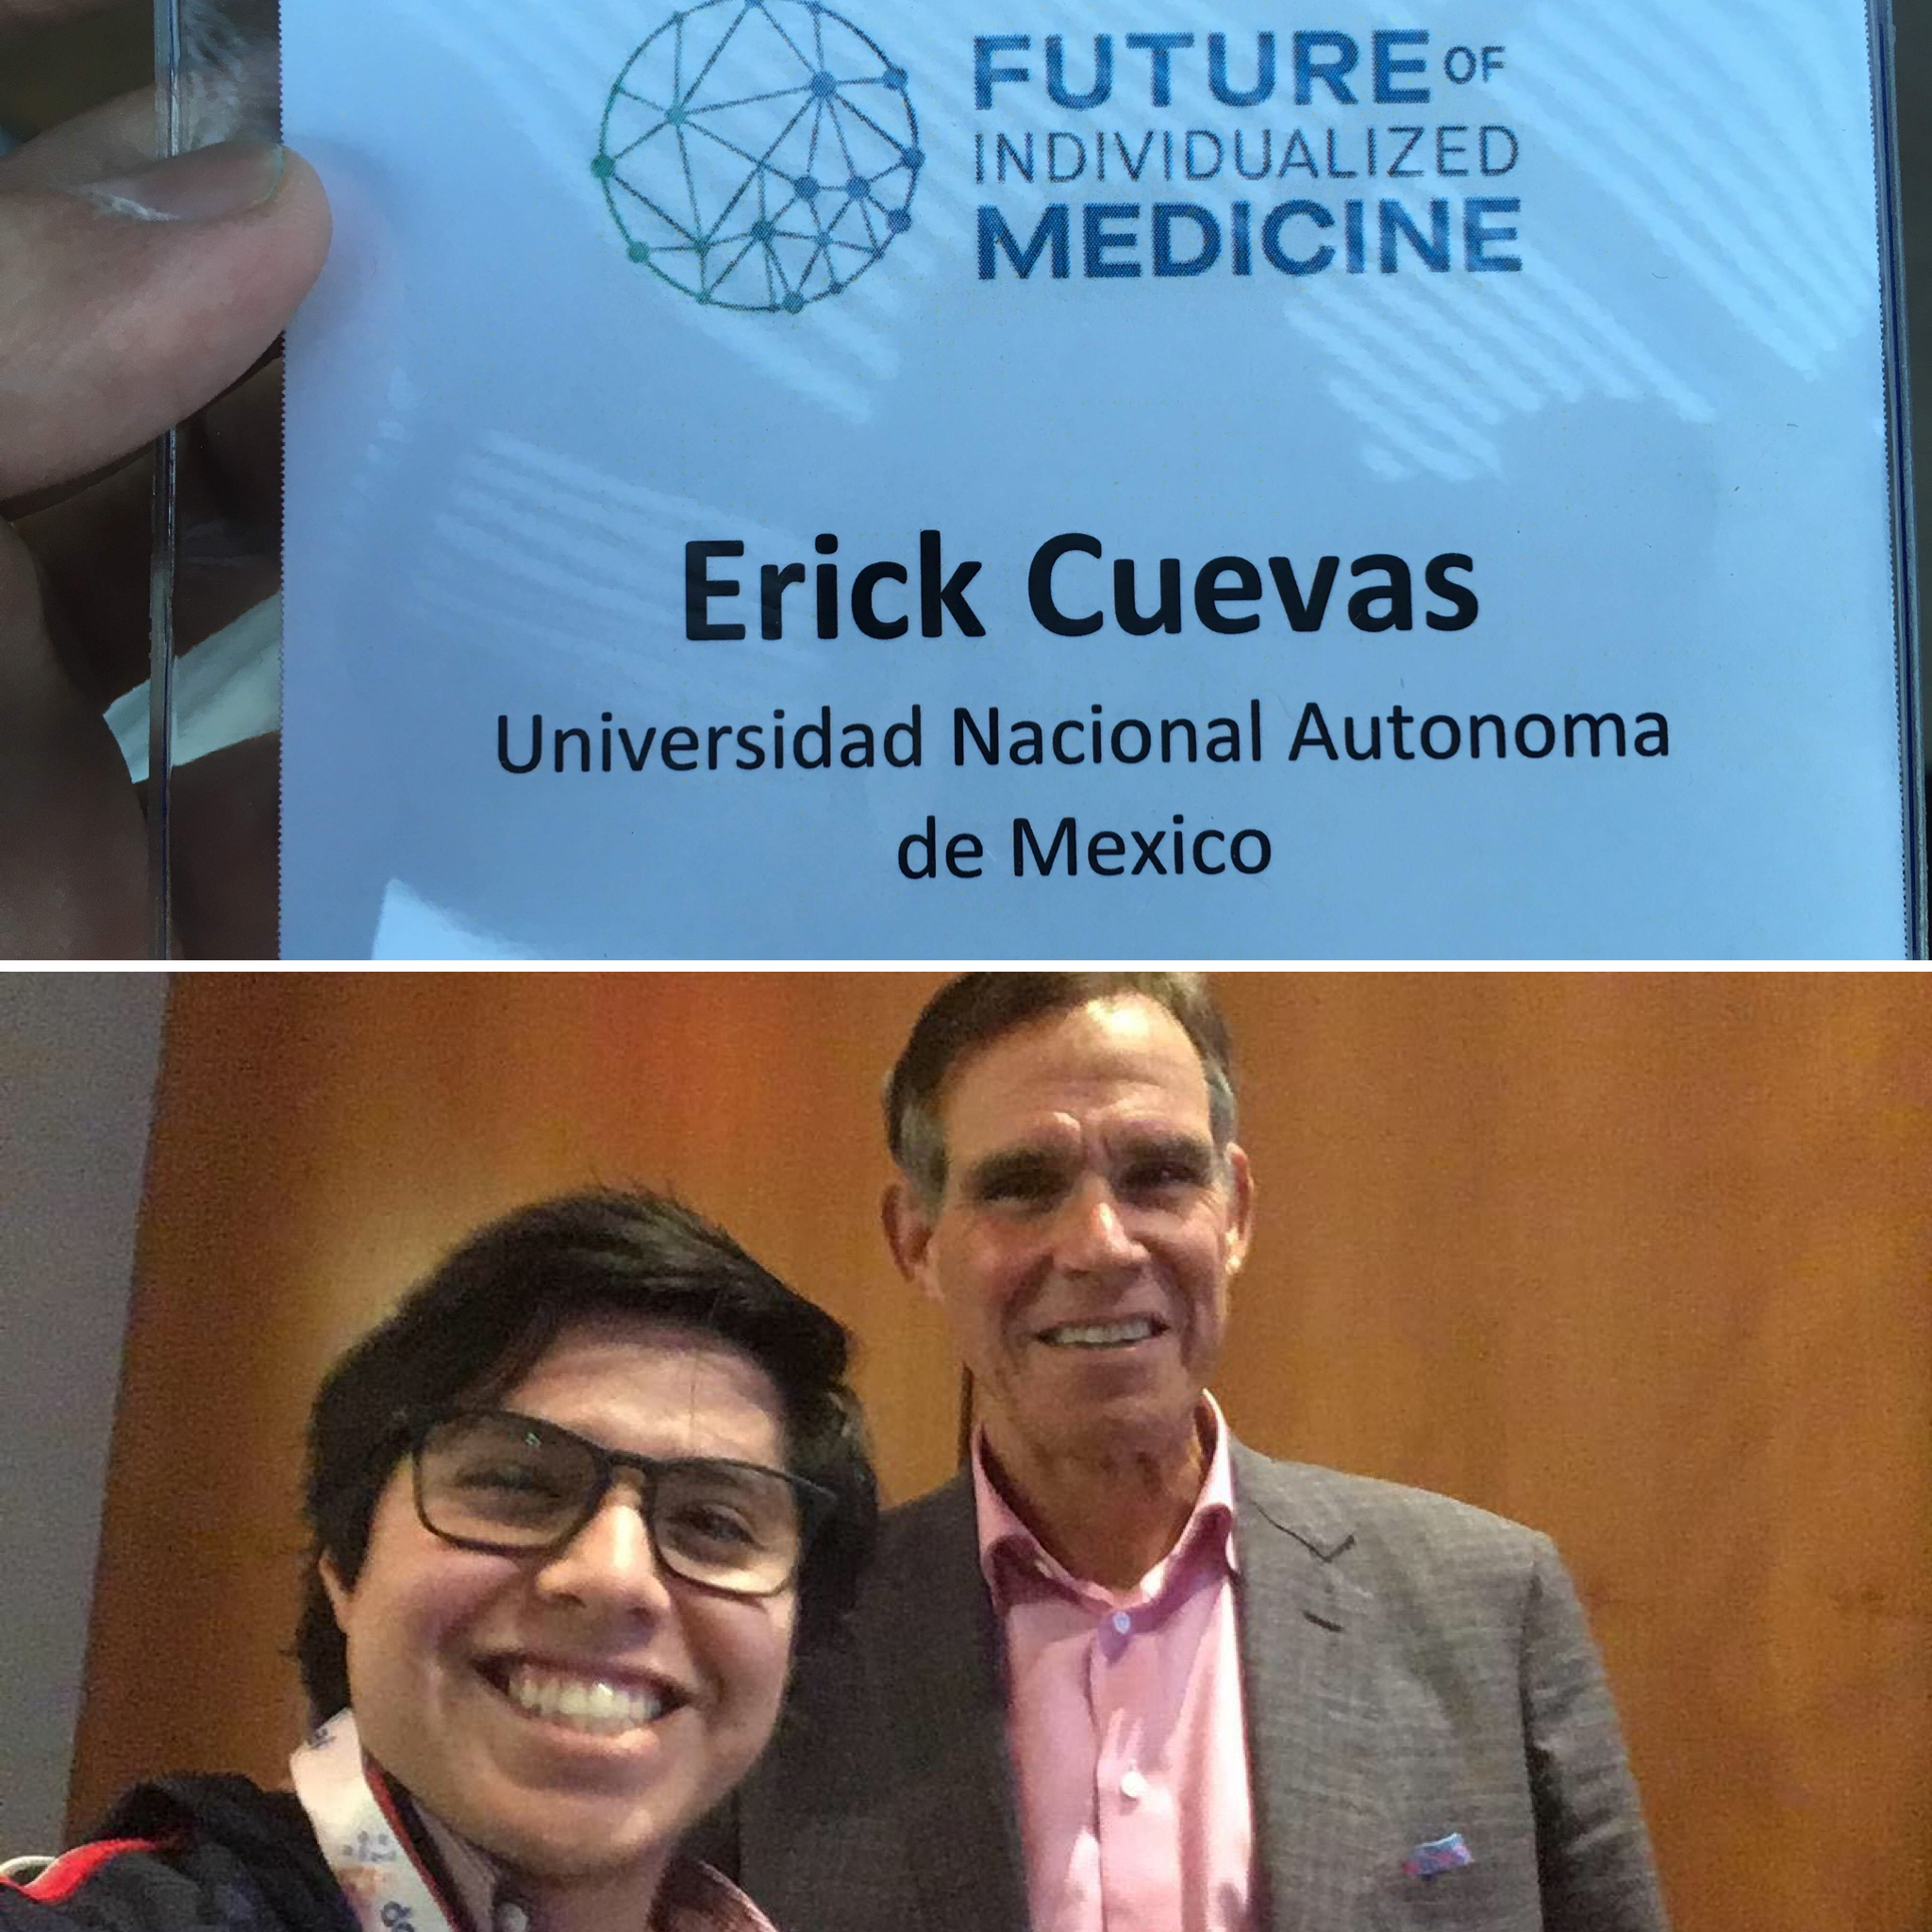 FUTURE OF
INDIVIDUALIZED
MEDICINE
Erick Cuevas
Universidad Nacional Autonoma
de Mexico